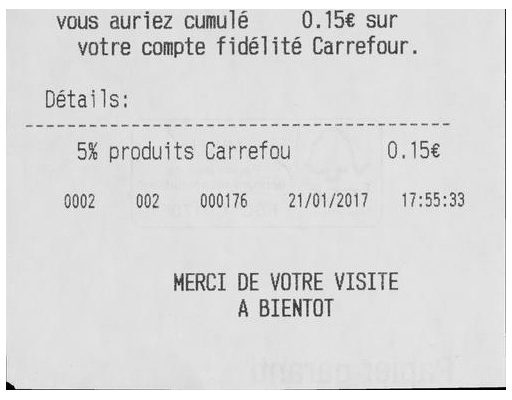 vous auriez cumulé 0.15€ sur
votre compte fidélité Carrefour.
Détails:
--------------------------------------------------
5% produits Carrefou 0.15€
0002 002 000176 21/01/2017 17:55:33
MERCI DE VOTRE VISITE
A BIENTOT